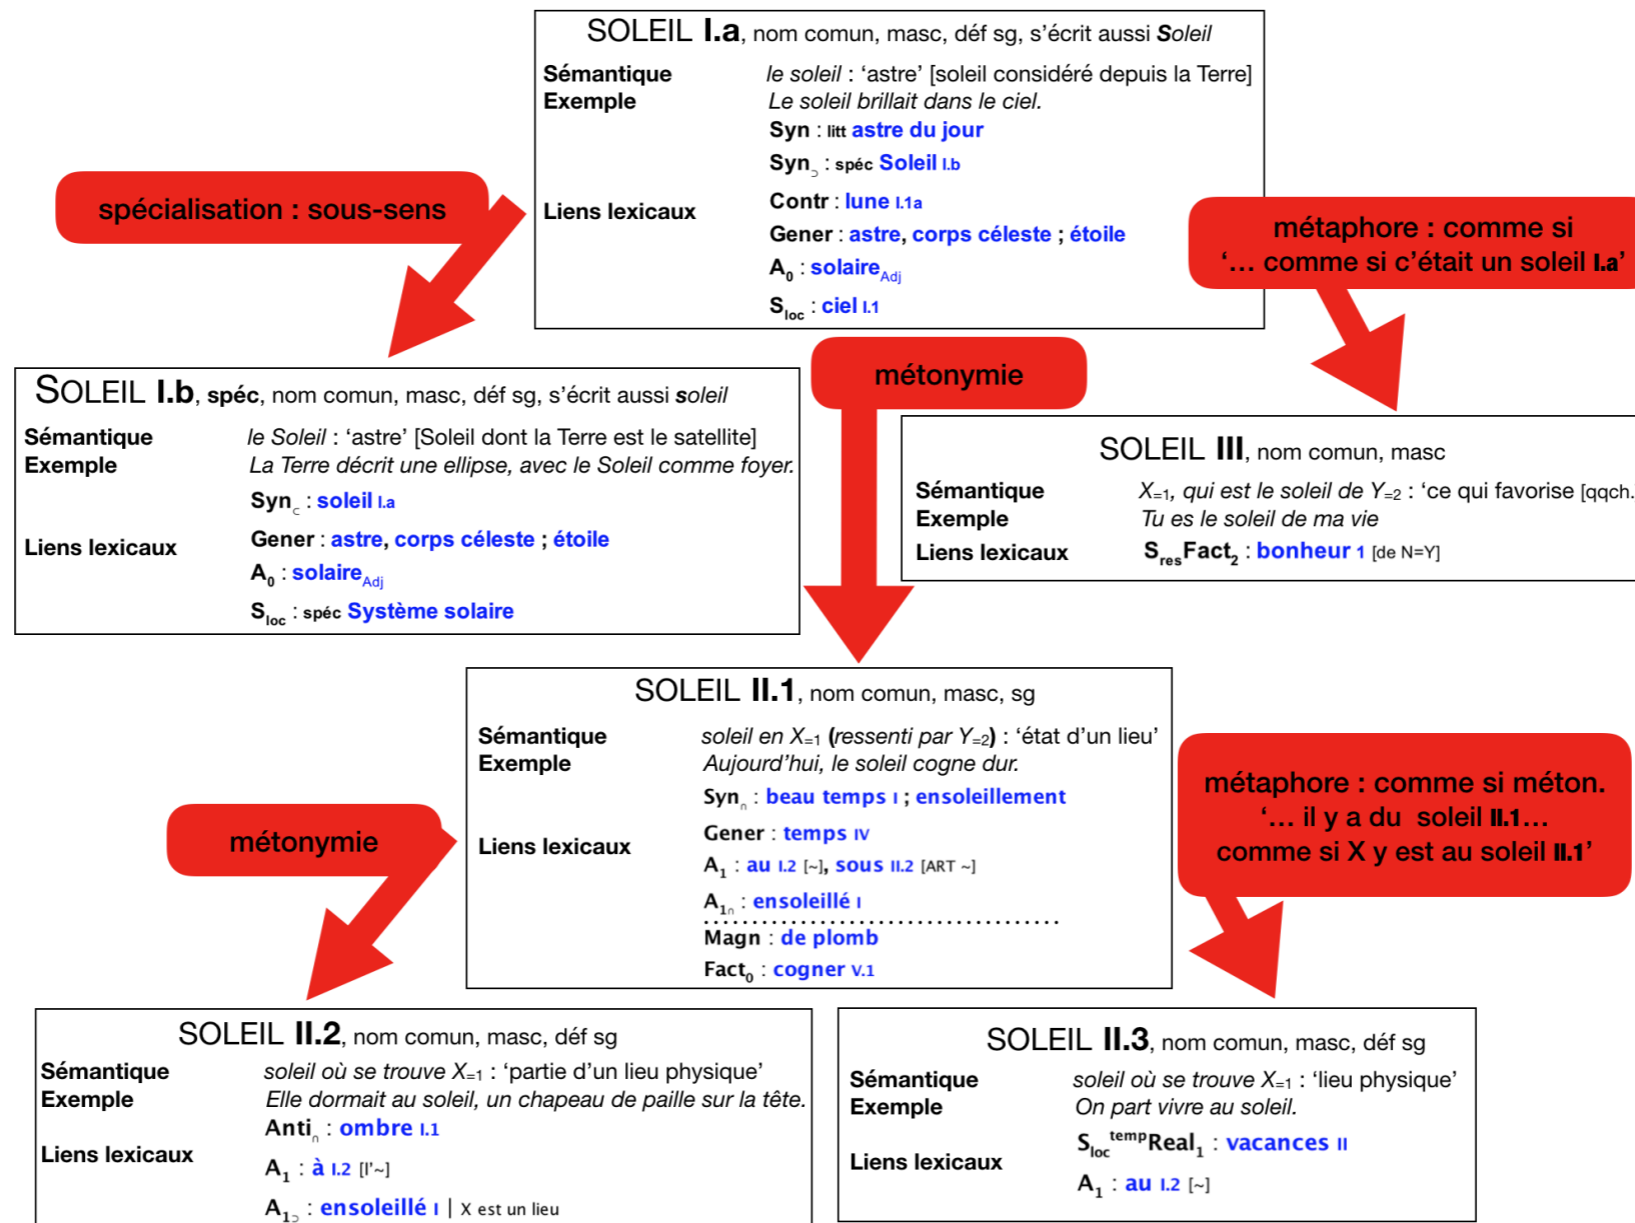 SOLEIL I.a, nom comun, masc, déf sg, s’écrit aussi Soleil
Sémantique le soleil : ‘astre’ [soleil considéré depuis la Terre]
Exemple Le soleil brillait dans le ciel.
Syn : litt astre du jour
Syn⊃ : spéc Soleil I.b
Liens lexicaux
Contr : lune I.1a
Gener : astre, corps céleste ; étoile
A0 : solaireAdj
Sloc : ciel I.1
spécialisation : sous-sens
métaphore : comme si
‘... comme si c’était un soleil I.a’
métonymie
SOLEIL I.b, spéc, nom comun, masc, déf sg, s’écrit aussi soleil
Sémantique le Soleil : ‘astre’ [Soleil dont la Terre est le satellite]
Exemple La Terre décrit une ellipse, avec le Soleil comme foyer.
Syn⊂ : soleil I.a
Liens lexicaux Gener : astre, corps céleste ; étoile
A0 : solaireAdj
Sloc : spéc Système solaire
SOLEIL III, nom comun, masc
Sémantique X=1, qui est le soleil de Y=2 : ‘ce qui favorise [qqch.
Exemple Tu es le soleil de ma vie
Liens lexicaux SresFact2 : bonheur 1 [de N=Y]
SOLEIL II.1, nom comun, masc, sg
Sémantique soleil en X=1 (ressenti par Y=2) : ‘état d’un lieu’
Exemple Aujourd’hui, le soleil cogne dur.
Syn∩ : beau temps I ; ensoleillement
Gener : temps IV
Liens lexicaux
A1 : au I.2 [~], sous II.2 [ART ~]
A1∩ : ensoleillé I
Magn : de plomb
Fact0 : cogner V.1
métonymie
métaphore : comme si méton.
‘... il y a du soleil II.1...
comme si X y est au soleil II.1’
SOLEIL II.2, nom comun, masc, déf sg
Sémantique soleil où se trouve X=1 : ‘partie d’un lieu physique’
Exemple Elle dormait au soleil, un chapeau de paille sur la tête.
Anti∩ : ombre I.1
Liens lexicaux
A1 : à I.2 [l’~]
A1⊃ : ensoleillé I | X est un lieu
SOLEIL II.3, nom comun, masc, déf sg
Sémantique soleil où se trouve X=1 : ‘lieu physique’
Exemple On part vivre au soleil.
SloctempReal1 : vacances II
Liens lexicaux
A1 : au I.2 [~]